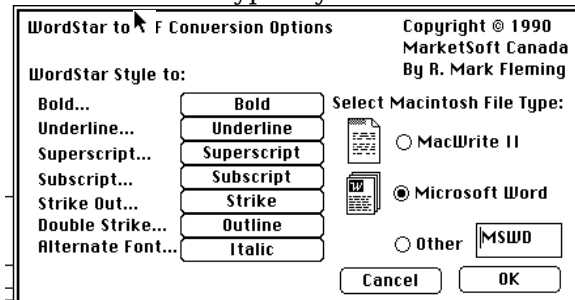 WordStar to F Conversion Options
Copyright © 1990
MarketSoft Canada
By R. Mark Fleming
WordStar Style to:
Bold... Bold
Underline... Underline
Superscript... Superscript
Subscript... Subscript
Strike Out... Strike
Double Strike... Outline
Alternate Font... Italic
Select Macintosh File Type:
MacWrite II
Microsoft Word
Other MSWD
Cancel OK